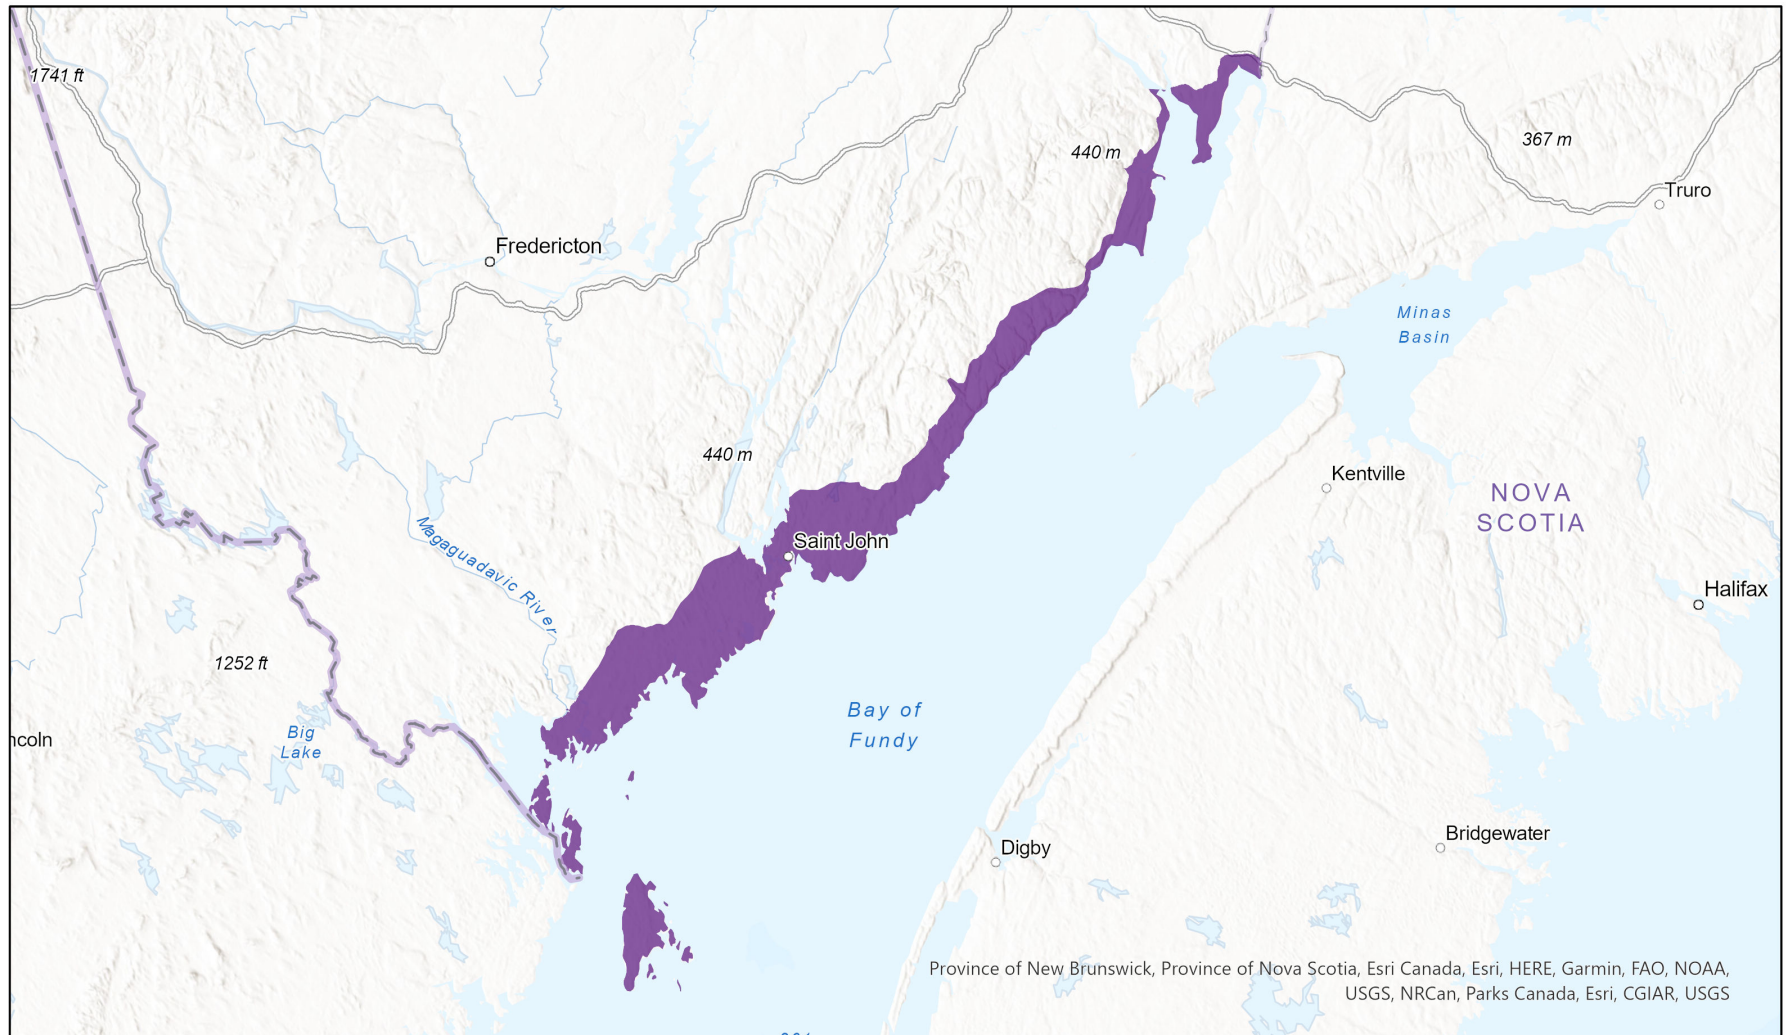 1741 ft
440 m
367 m
Truro
Fredericton
Minas
Basin
440 m
Kentville
NOVA
SCOTIA
Magaguadavic River
Saint John
Halifax
1252 ft
Bay of
Fundy
Big
Lake
ncoln
Bridgewater
Digby
Province of New Brunswick, Province of Nova Scotia, Esri Canada, Esri, HERE, Garmin, FAO, NOAA,
USGS, NRCan, Parks Canada, Esri, CGIAR, USGS